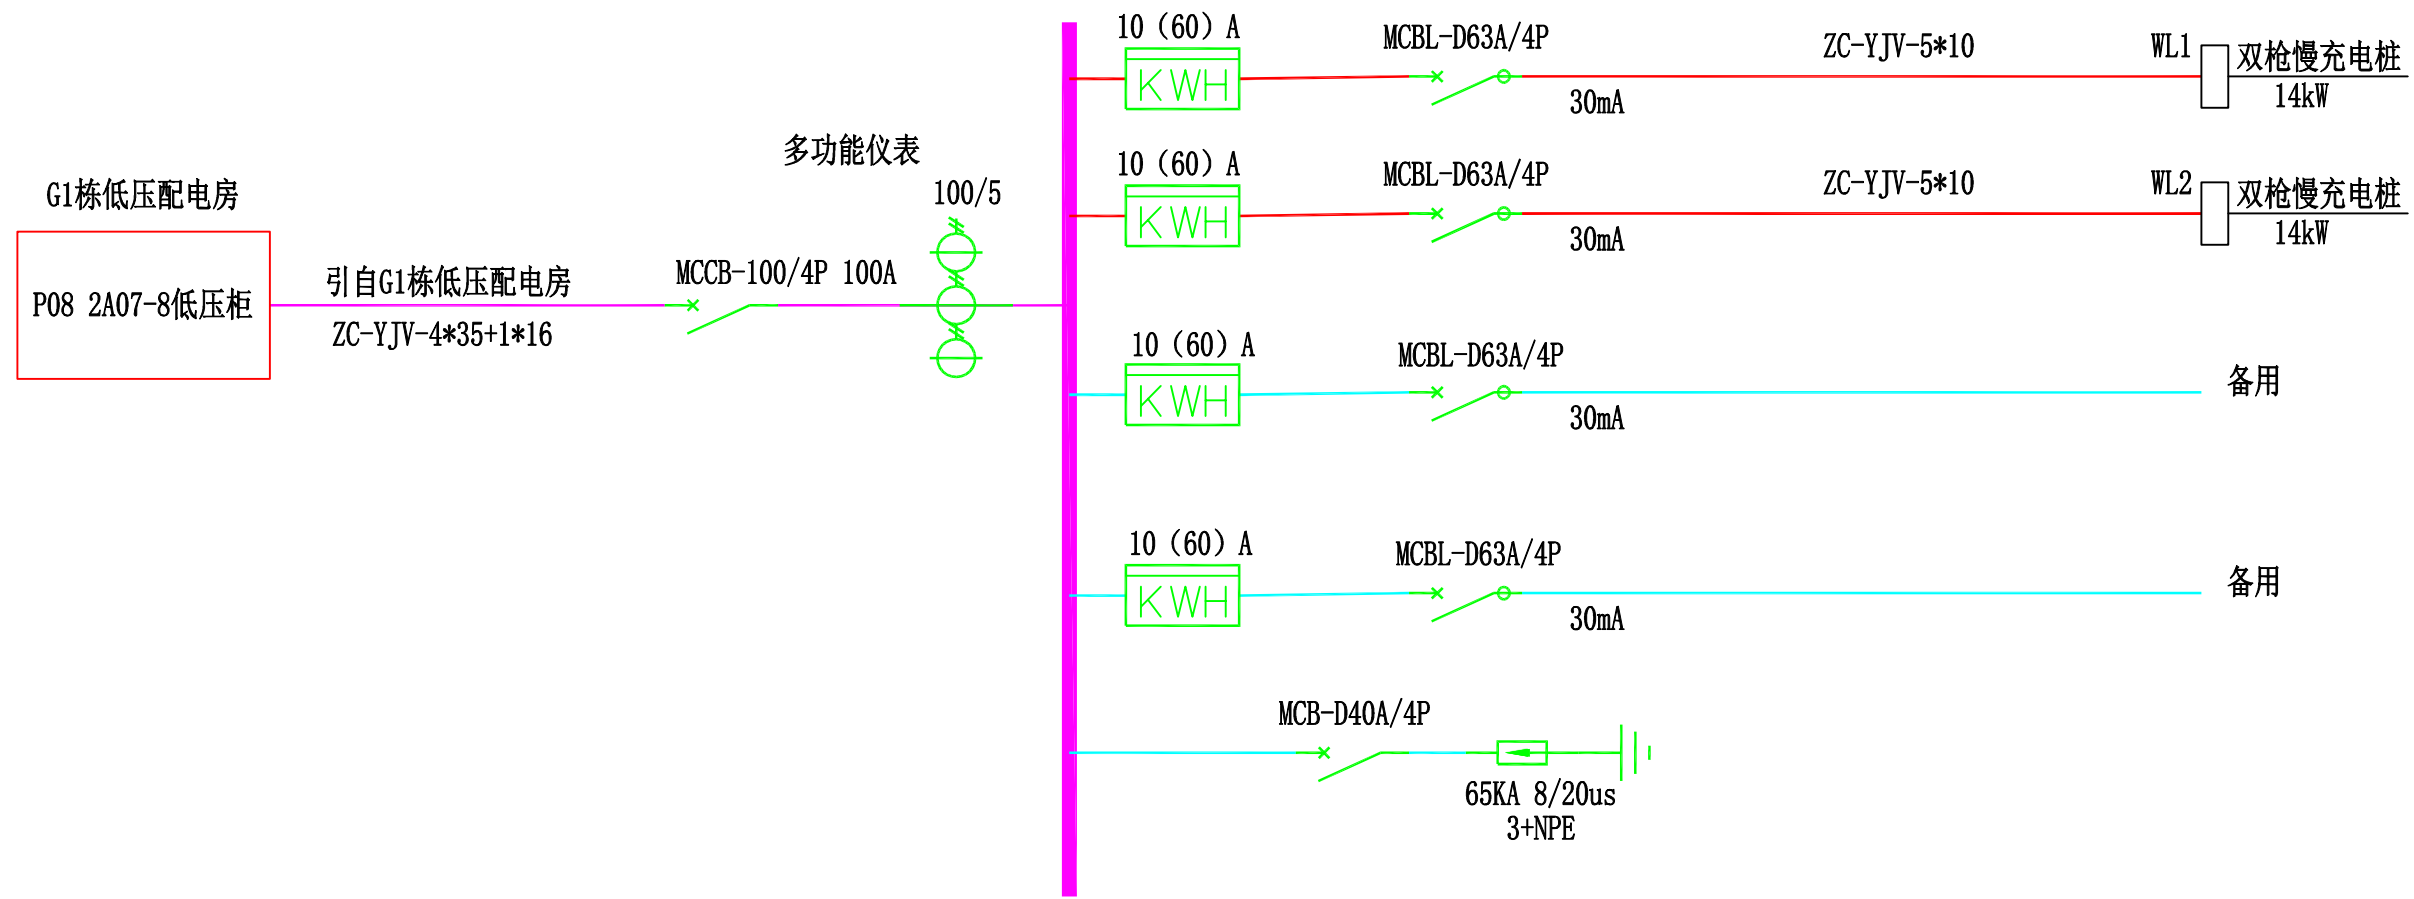 G1栋低压配电房
P08 2A07-8低压柜
引自G1栋低压配电房
ZC-YJV-4*35+1*16
MCCB-100/4P 100A
多功能仪表
100/5
10（60）A
KWH
MCBL-D63A/4P
30mA
ZC-YJV-5*10
WL1
双枪慢充电桩
14kW
10（60）A
KWH
MCBL-D63A/4P
30mA
ZC-YJV-5*10
WL2
双枪慢充电桩
14kW
10（60）A
KWH
MCBL-D63A/4P
30mA
备用
10（60）A
KWH
MCBL-D63A/4P
30mA
备用
MCB-D40A/4P
65KA 8/20us
3+NPE